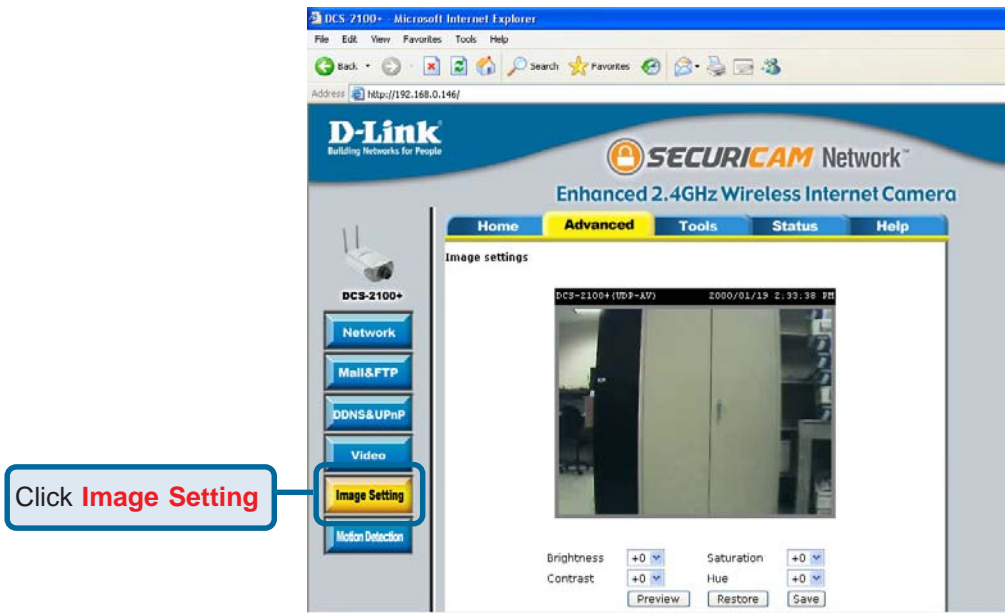 DCS-2100+ - Microsoft Internet Explorer
File Edit View Favorites Tools Help
Back Search Favorites
Address http://192.168.0.146/
D-Link
Building Networks for People
SECURICAM Network™
Enhanced 2.4GHz Wireless Internet Camera
Home Advanced Tools Status Help
Image settings
DCS-2100+
DCS-2100+(UDP-AV) 2000/01/19 2:33:38 PM
Network
Mail&FTP
DDNS&UPnP
Video
Image Setting
Motion Detection
Click Image Setting
Brightness +0 Saturation +0
Contrast +0 Hue +0
Preview Restore Save